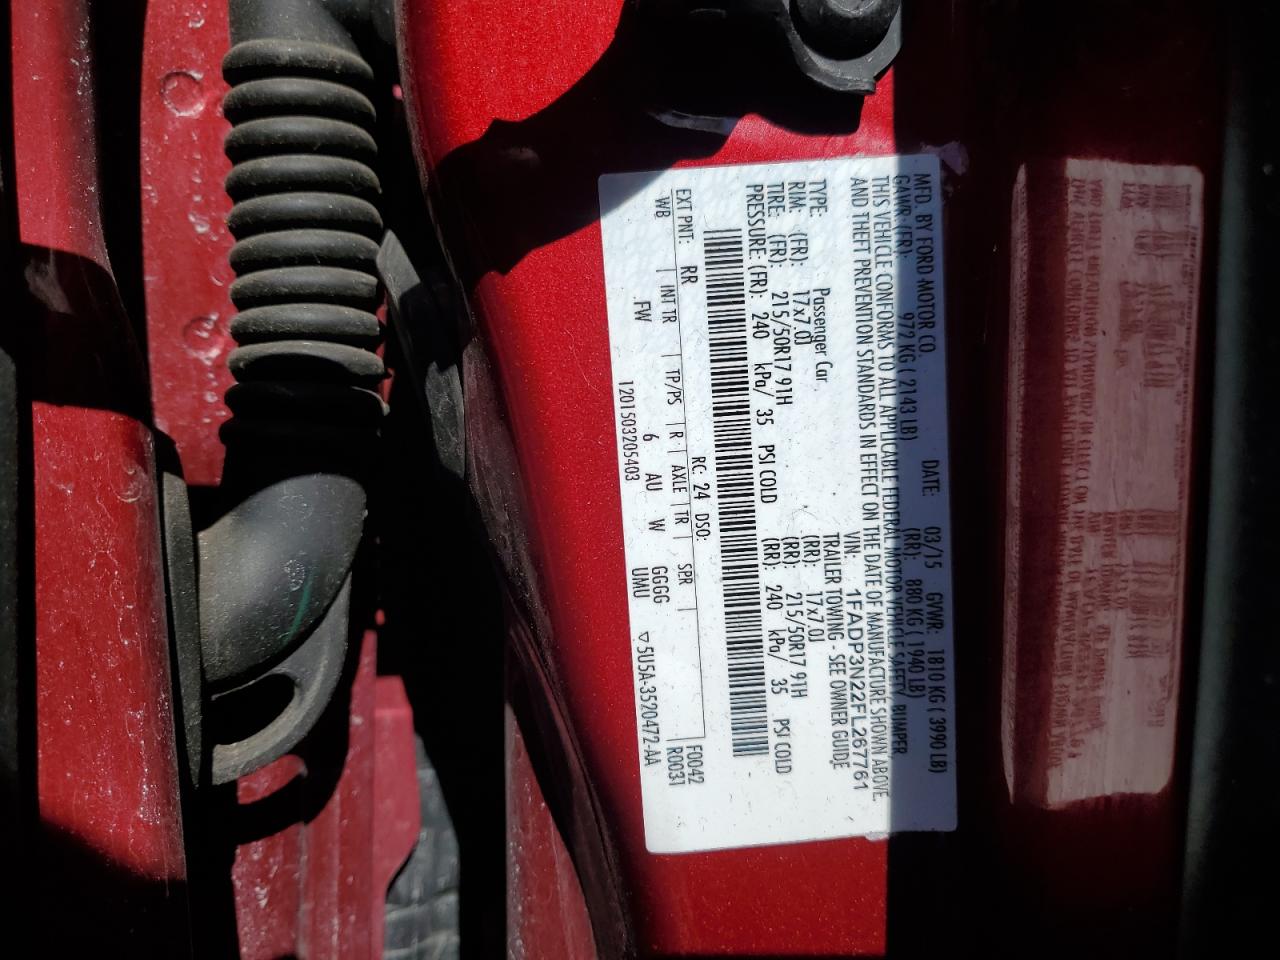 MFD. BY FORD MOTOR CO.
DATE: 03/15 GVWR: 1810 KG ( 3990 LB)
GAWR: (FR): 972 KG ( 2143 LB) (RR): 880 KG ( 1940 LB)
THIS VEHICLE CONFORMS TO ALL APPLICABLE FEDERAL MOTOR VEHICLE SAFETY, BUMPER
AND THEFT PREVENTION STANDARDS IN EFFECT ON THE DATE OF MANUFACTURE SHOWN ABOVE.
VIN: 1FADP3N22FL267761
TYPE: Passenger Car TRAILER TOWING - SEE OWNER GUIDE
RIM: (FR): 17x7.0J (RR): 17x7.0J
TIRE: (FR): 215/50R17 91H (RR): 215/50R17 91H
PRESSURE: (FR): 240 kPa/ 35 PSI COLD (RR): 240 kPa/ 35 PSI COLD
RC: 24 DSO: F0042
EXT PNT: RR INT TR TP/PS R AXLE TR SPR R0031
WB FW 6 AU W GGGG
1201503205403 UMU ▽5U5A-3520472-AA